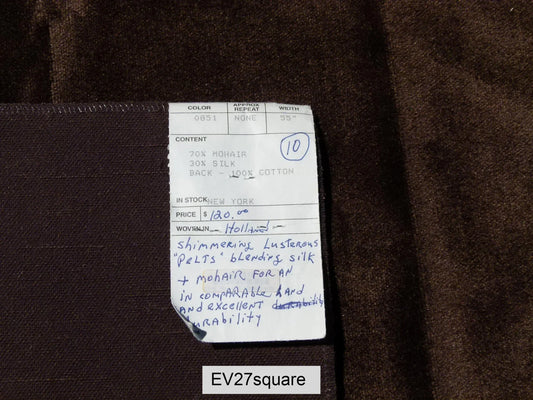 COLOR APPROX REPEAT WIDTH
0851 NONE 55"
CONTENT
10
70% MOHAIR
30% SILK
BACK - 100% COTTON
IN STOCK NEW YORK
PRICE $ 120.00
WOVEN IN Holland
Shimmering Lusterous
"PELTS" blending silk
+ mohair FOR AN
IN COMPARABLE hand
AND EXCELLENT
URABILITY
EV27square